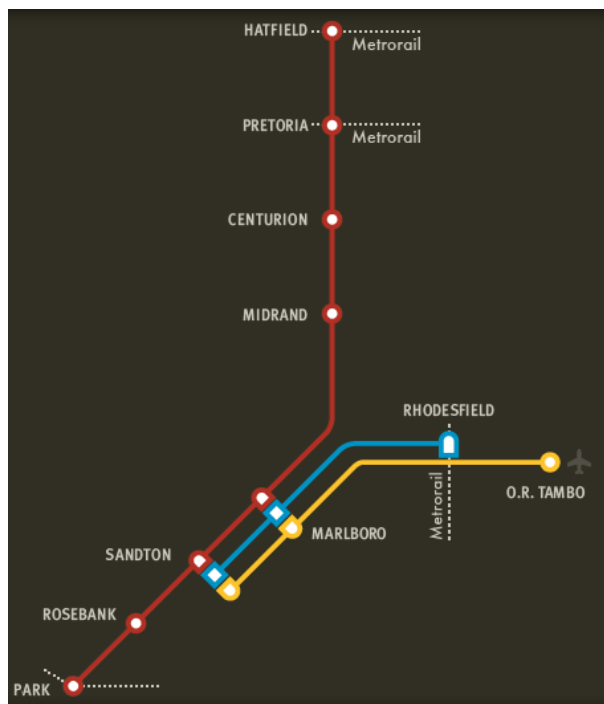 HATFIELD
Metrorail
PRETORIA
Metrorail
CENTURION
MIDRAND
RHODESFIELD
Metrorail
O.R. TAMBO
MARLBORO
SANDTON
ROSEBANK
PARK